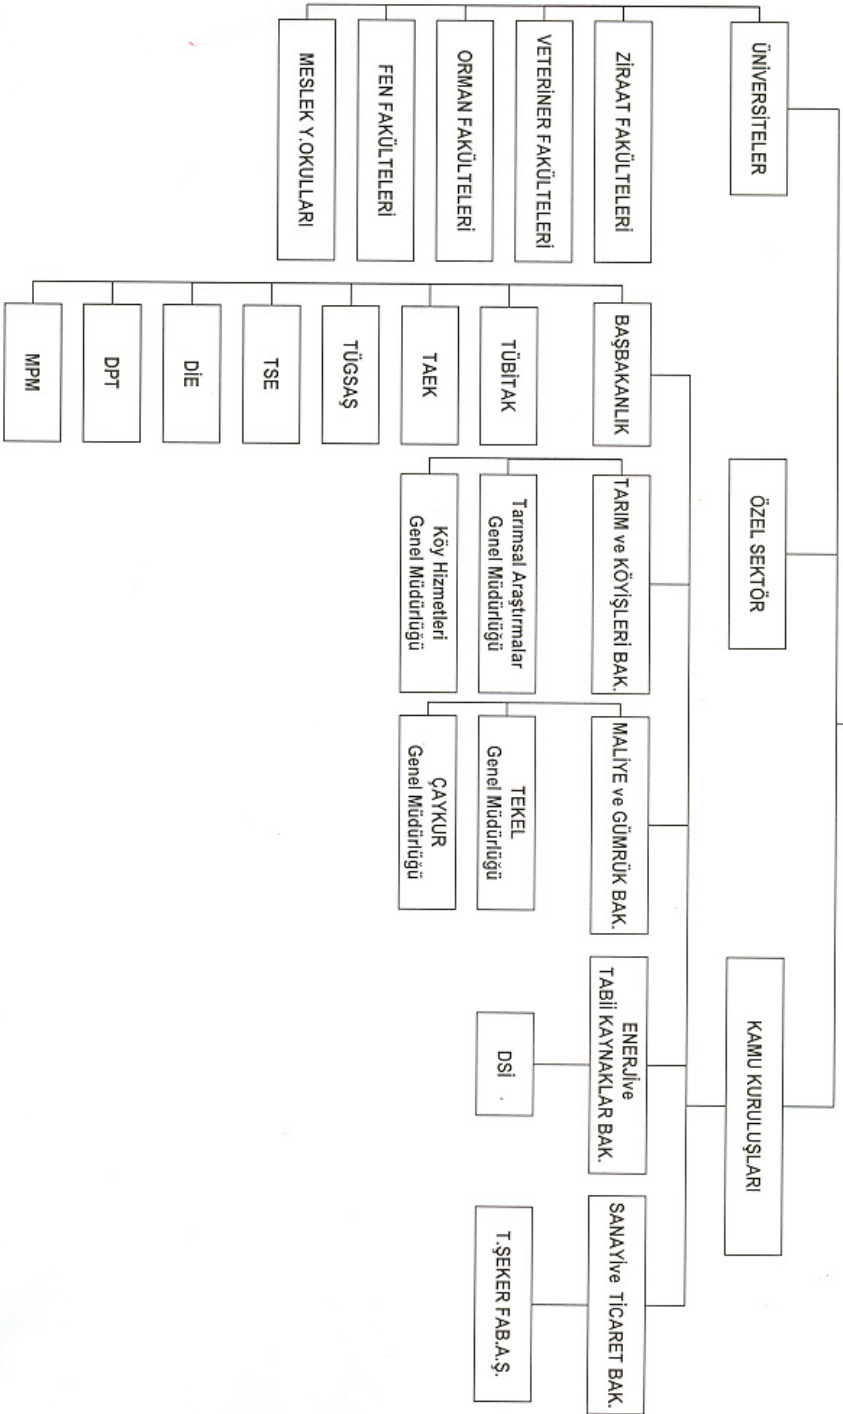 ÜNİVERSİTELER
ZİRAAT FAKÜLTELERİ
VETERİNER FAKÜLTELERİ
ORMAN FAKÜLTELERİ
FEN FAKÜLTELERİ
MESLEK Y.OKULLARI
ÖZEL SEKTÖR
KAMU KURULUŞLARI
BAŞBAKANLIK
TÜBİTAK
TAEK
TÜGSAŞ
TSE
DİE
DPT
MPM
TARIM ve KÖYİŞLERİ BAK.
Tarımsal Araştırmalar
Genel Müdürlüğü
Köy Hizmetleri
Genel Müdürlüğü
MALİYE ve GÜMRÜK BAK.
TEKEL
Genel Müdürlüğü
ÇAYKUR
Genel Müdürlüğü
ENERJİve
TABİİ KAYNAKLAR BAK.
DSİ
SANAYİve TİCARET BAK.
T.ŞEKER FAB.A.Ş.